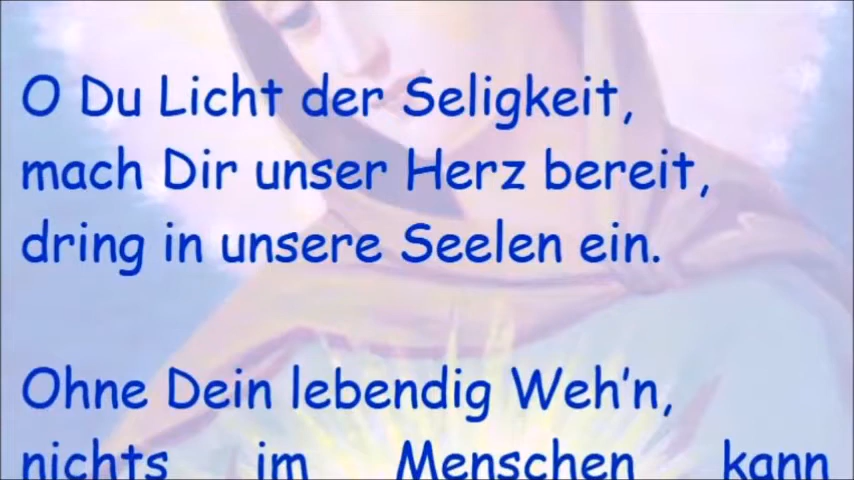 O Du Licht der Seligkeit,
mach Dir unser Herz bereit,
dring in unsere Seelen ein.
Ohne Dein lebendig Weh'n,
nichts im Menschen kann